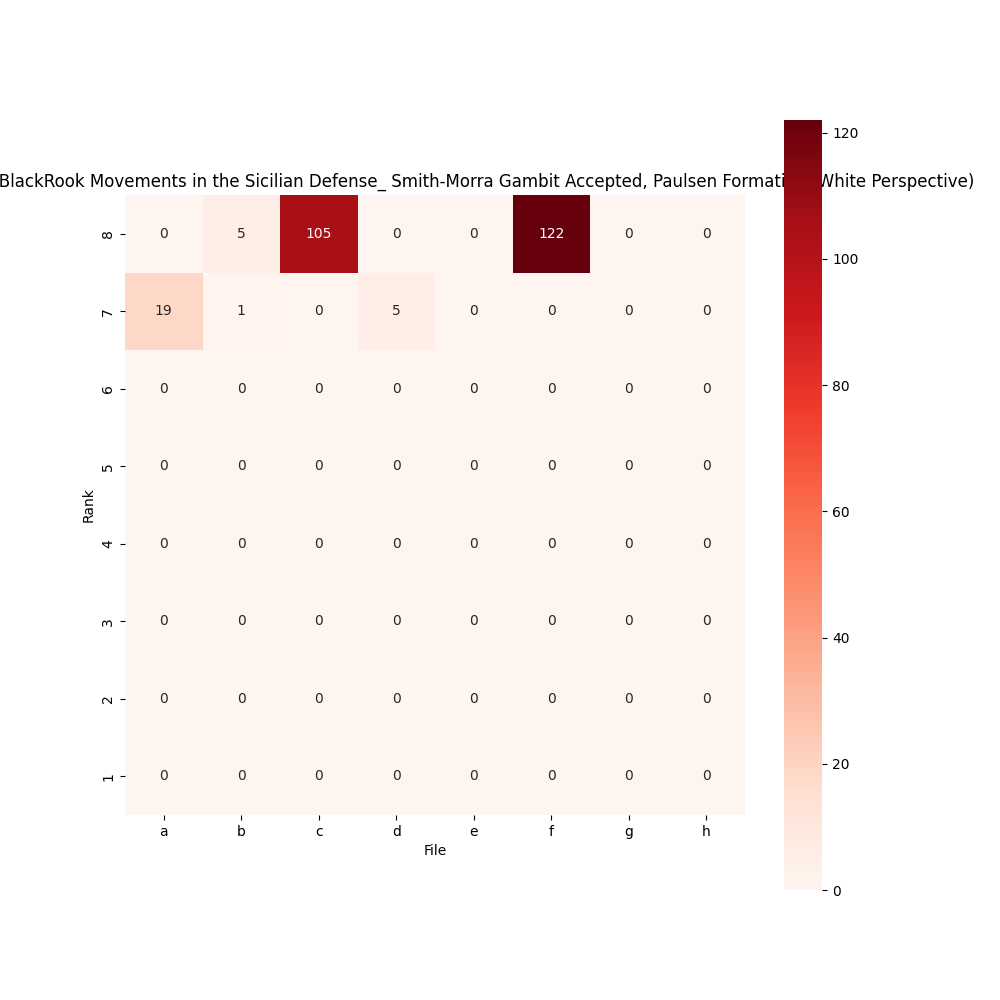 BlackRook Movements in the Sicilian Defense_ Smith-Morra Gambit Accepted, Paulsen White Perspective)
8 0 5 105 0 0 122 0 0
7 19 1 0 5 0 0 0 0
6 0 0 0 0 0 0 0 0
5 0 0 0 0 0 0 0 0
4 0 0 0 0 0 0 0 0
3 0 0 0 0 0 0 0 0
2 0 0 0 0 0 0 0 0
1 0 0 0 0 0 0 0 0
a b c d e f g h
File
Rank
120
100
80
60
40
20
0